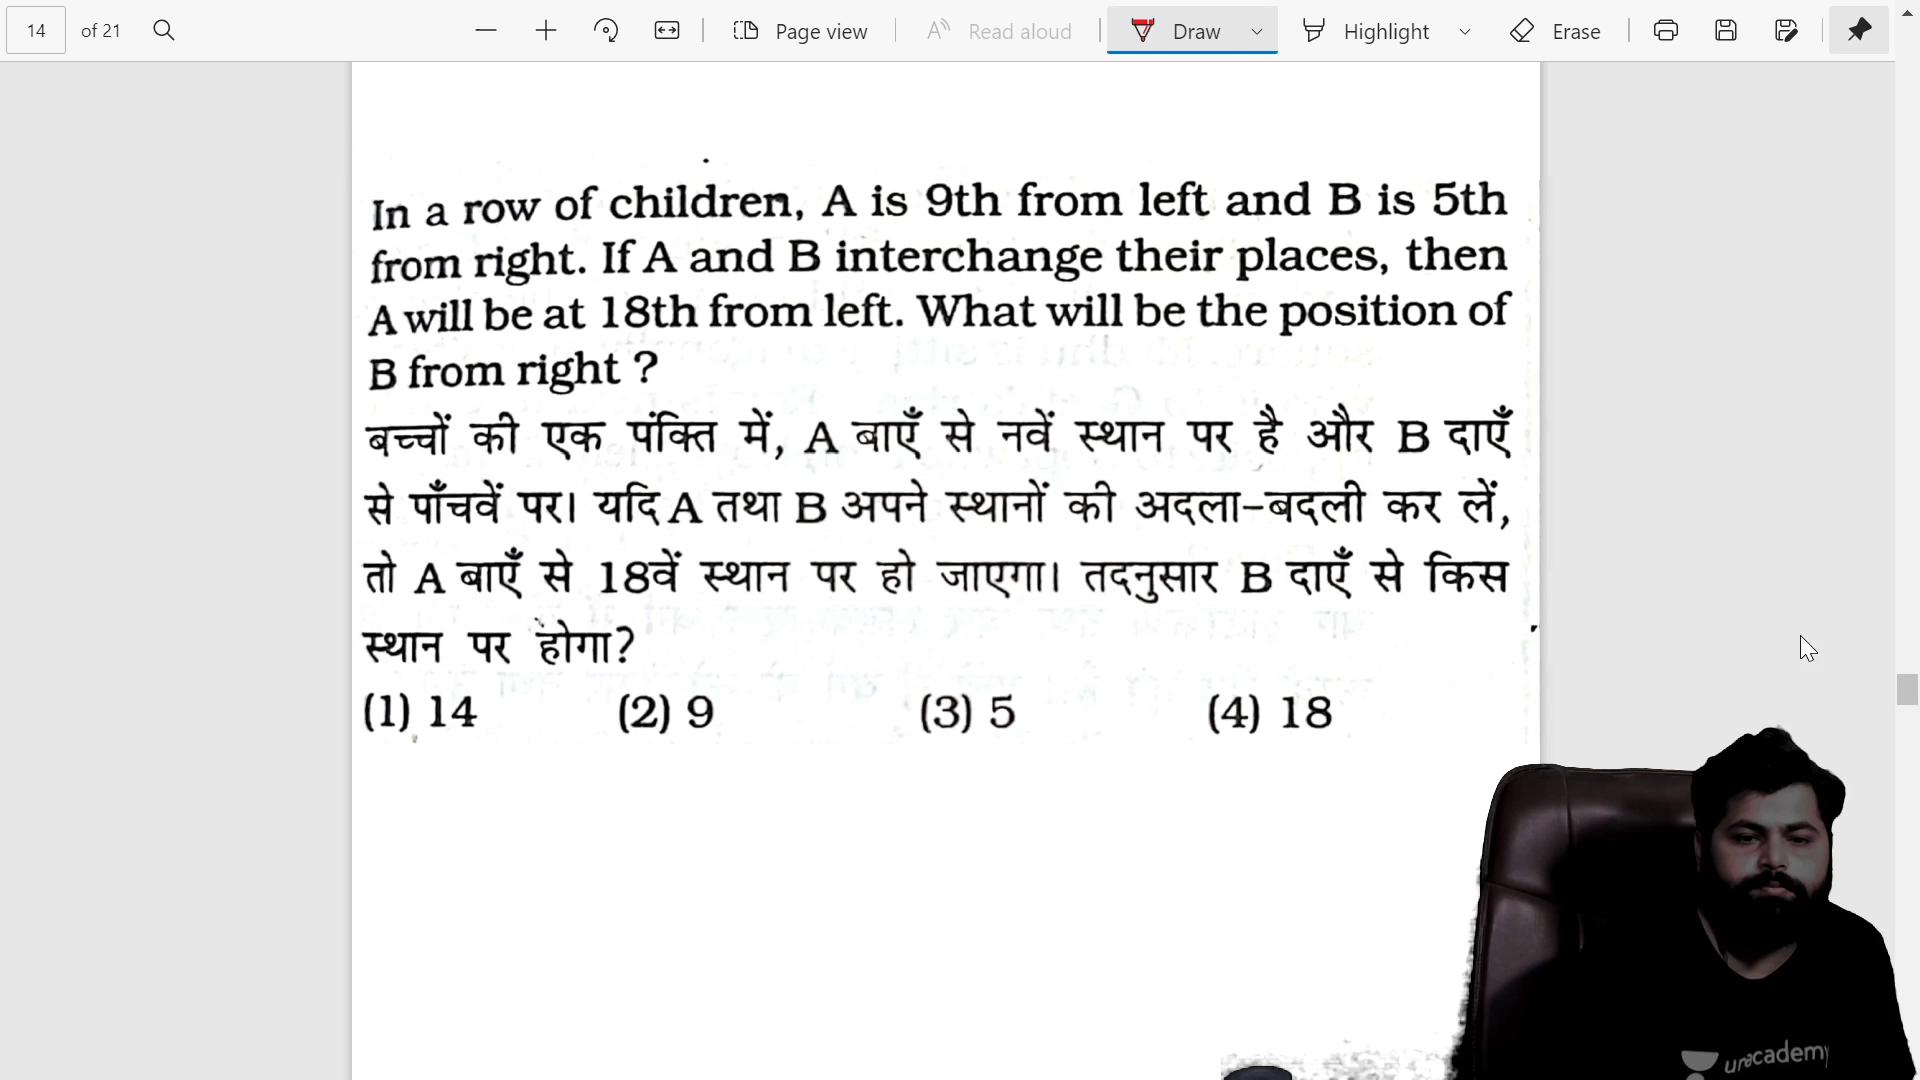 14 of 21 Page view Read aloud Draw Highlight Erase
In a row of children, A is 9th from left and B is 5th
from right. If A and B interchange their places, then
A will be at 18th from left. What will be the position of
B from right ?
बच्चों की एक पंक्ति में, A बाएँ से नवें स्थान पर है और B दाएँ
से पाँचवें पर। यदि A तथा B अपने स्थानों की अदला-बदली कर लें,
तो A बाएँ से 18वें स्थान पर हो जाएगा। तदनुसार B दाएँ से किस
स्थान पर होगा?
(1) 14 (2) 9 (3) 5 (4) 18
unacademy